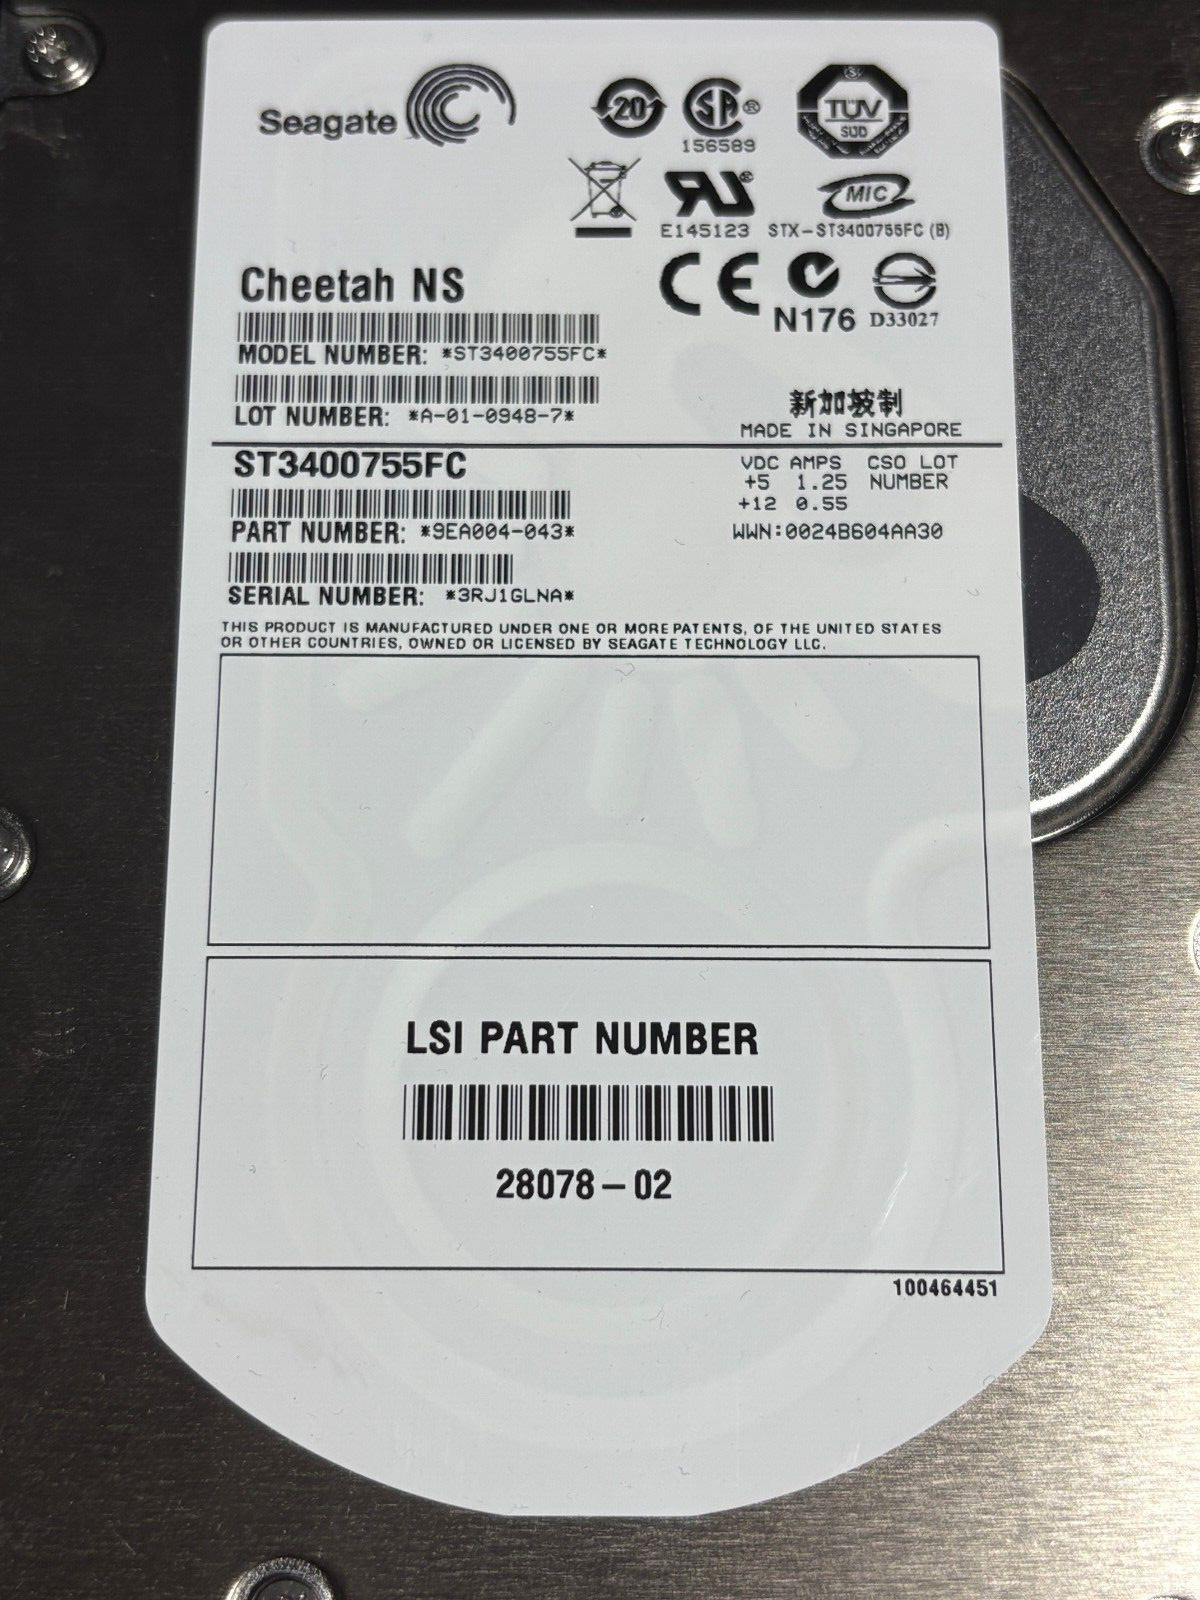 Seagate
20
SP®
156589
TÜV
SÜD
E145123
MIC
STX-ST3400755FC (B)
Cheetah NS
CE
N176
D33027
MODEL NUMBER: *ST3400755FC*
LOT NUMBER: *A-01-0948-7*
新加坡制
MADE IN SINGAPORE
ST3400755FC
VDC AMPS CSO LOT
+5 1.25 NUMBER
+12 0.55
PART NUMBER: *9EA004-043*
WWN:0024B604AA30
SERIAL NUMBER: *3RJ1GLNA*
THIS PRODUCT IS MANUFACTURED UNDER ONE OR MORE PATENTS, OF THE UNITED STATES
OR OTHER COUNTRIES, OWNED OR LICENSED BY SEAGATE TECHNOLOGY LLC.
LSI PART NUMBER
28078-02
100464451